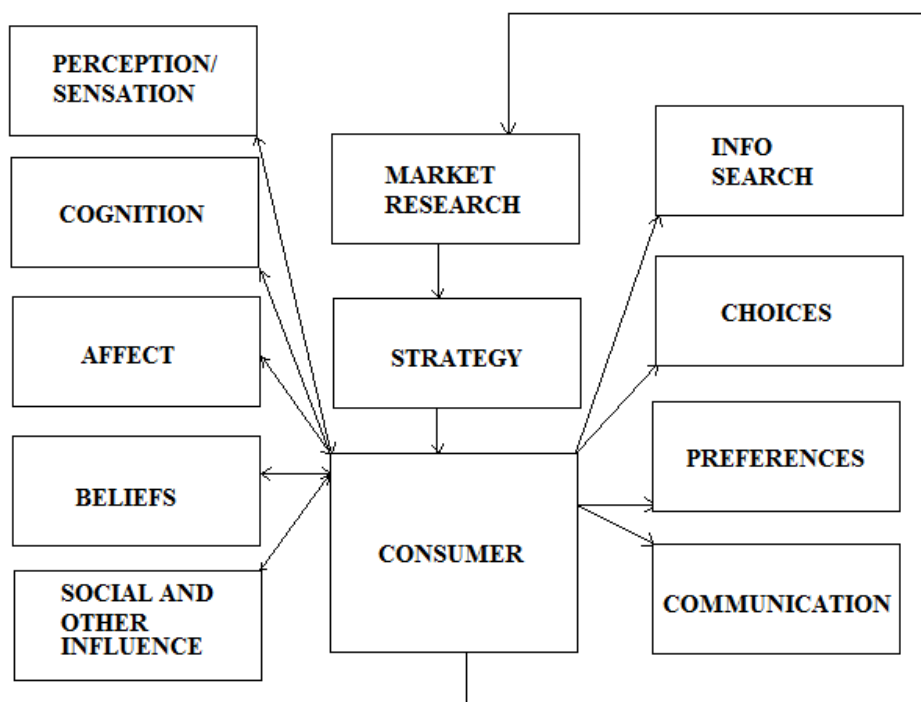 PERCEPTION/
SENSATION
COGNITION
AFFECT
BELIEFS
SOCIAL AND
OTHER
INFLUENCE
MARKET
RESEARCH
STRATEGY
CONSUMER
INFO
SEARCH
CHOICES
PREFERENCES
COMMUNICATION